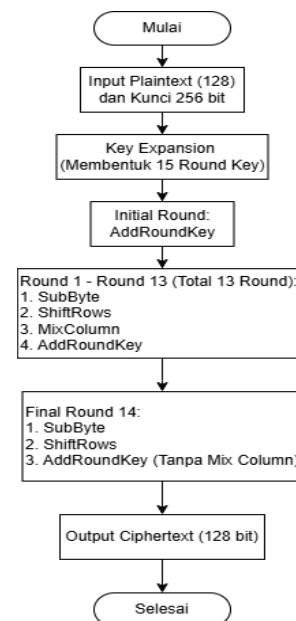 Mulai
Input Plaintext (128)
dan Kunci 256 bit
Key Expansion
(Membentuk 15 Round Key)
Initial Round:
AddRoundKey
Round 1 - Round 13 (Total 13 Round):
1. SubByte
2. ShiftRows
3. MixColumn
4. AddRoundKey
Final Round 14:
1. SubByte
2. ShiftRows
3. AddRoundKey (Tanpa Mix Column)
Output Ciphertext (128 bit)
Selesai